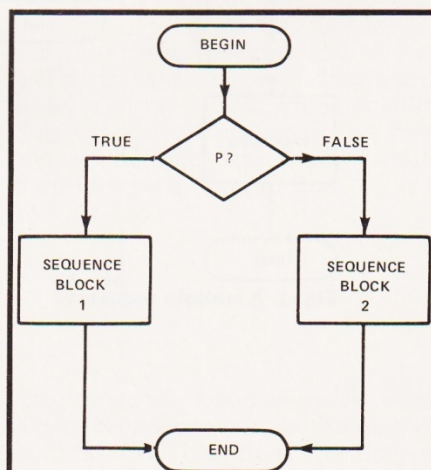 BEGIN
TRUE
P?
FALSE
SEQUENCE
BLOCK
1
SEQUENCE
BLOCK
2
END